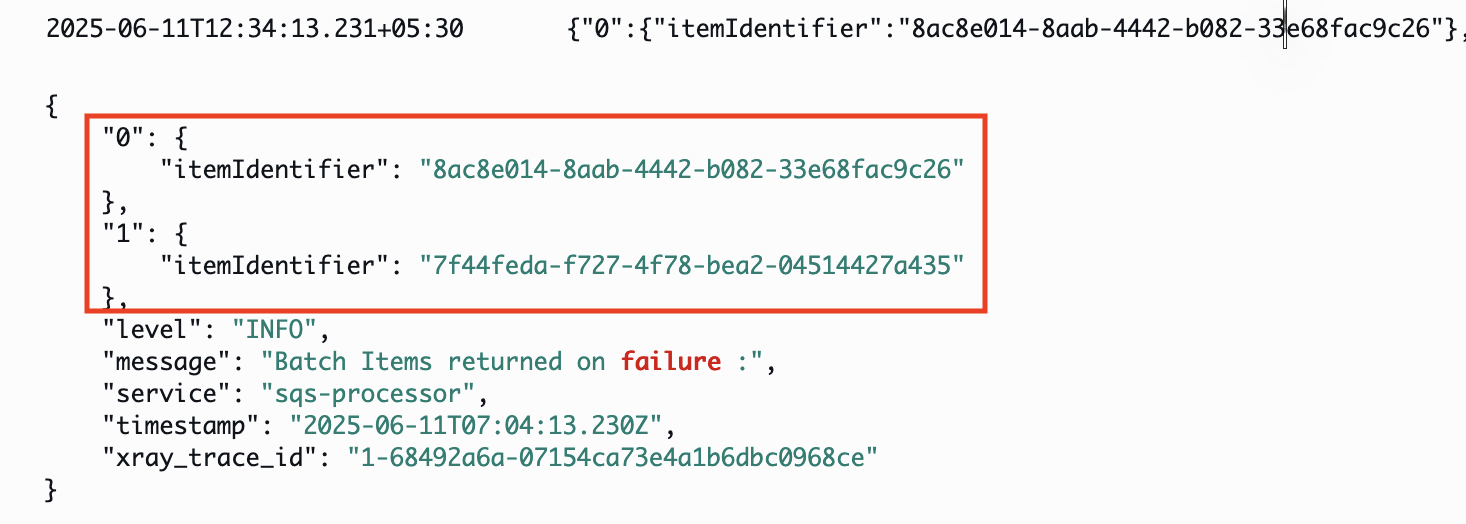 2025-06-11T12:34:13.231+05:30 {"0":{"itemIdentifier":"8ac8e014-8aab-4442-b082-33e68fac9c26"},
{
"0": {
"itemIdentifier": "8ac8e014-8aab-4442-b082-33e68fac9c26"
},
"1": {
"itemIdentifier": "7f44feda-f727-4f78-bea2-04514427a435"
},
"level": "INFO",
"message": "Batch Items returned on failure :",
"service": "sqs-processor",
"timestamp": "2025-06-11T07:04:13.230Z",
"xray_trace_id": "1-68492a6a-07154ca73e4a1b6dbc0968ce"
}